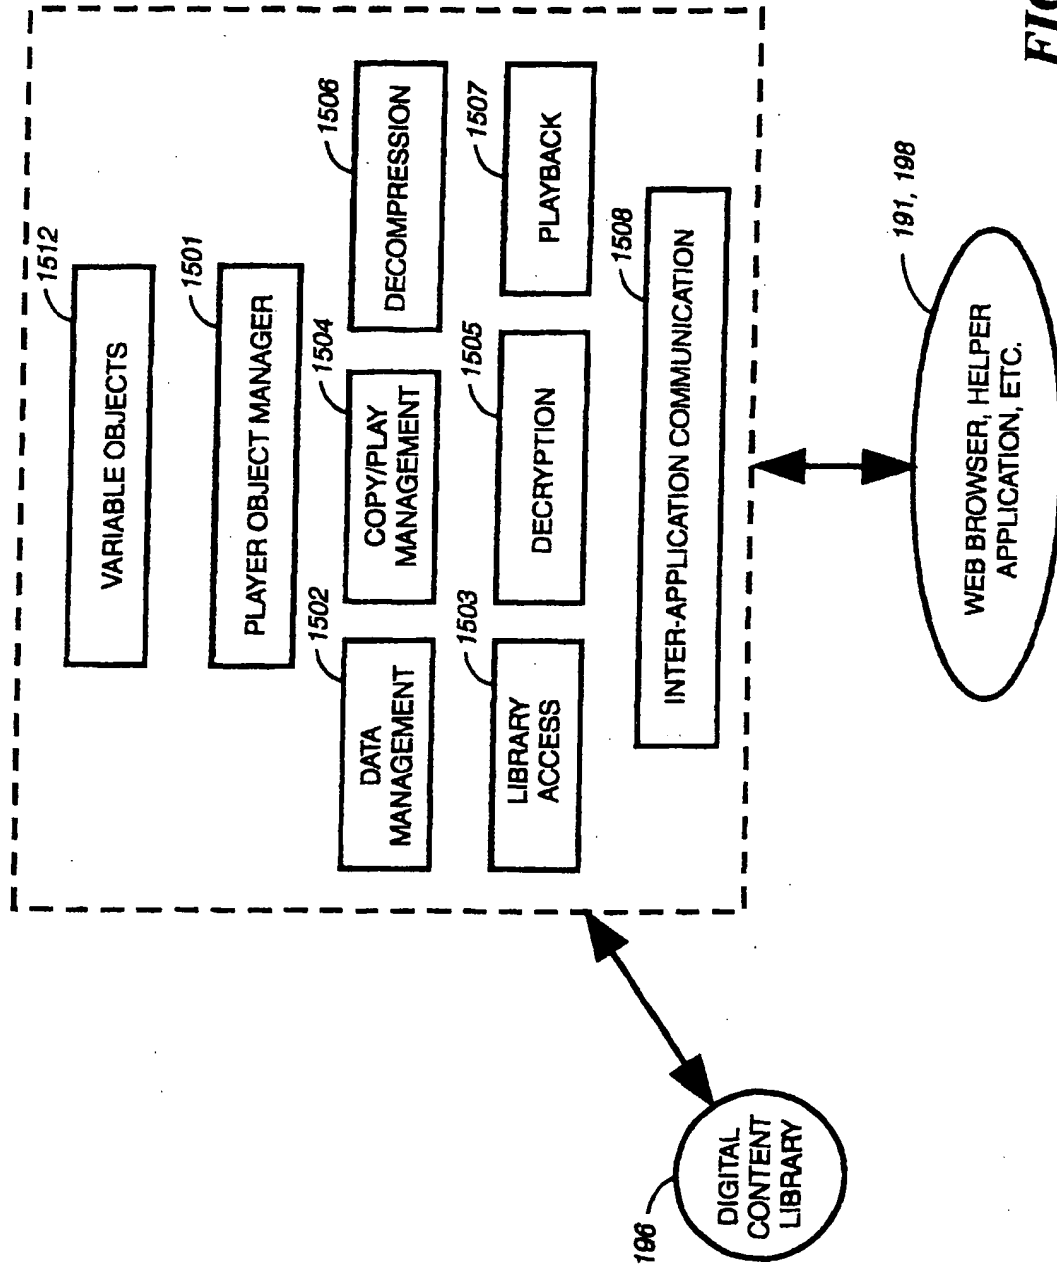 1512
VARIABLE OBJECTS
1501
PLAYER OBJECT MANAGER
1502
DATA
MANAGEMENT
1504
COPY/PLAY
MANAGEMENT
1506
DECOMPRESSION
1503
LIBRARY
ACCESS
1505
DECRYPTION
1507
PLAYBACK
1508
INTER-APPLICATION COMMUNICATION
196
DIGITAL
CONTENT
LIBRARY
191, 198
WEB BROWSER, HELPER
APPLICATION, ETC.